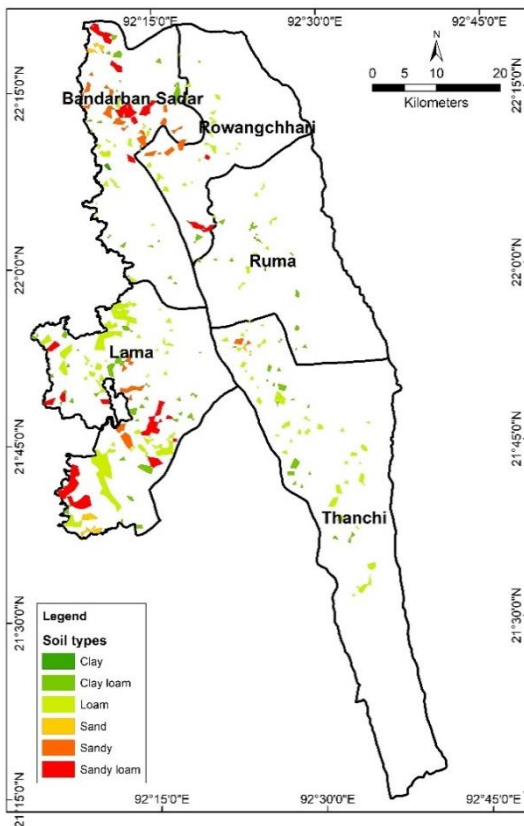 92°15'0"E 92°30'0"E 92°45'0"E
N
0 5 10 20
Kilometers
22°15'0"N 22°15'0"N
Bandarban Sadar
Rowangchhari
22°0'0"N 22°0'0"N
Ruma
Lama
21°45'0"N 21°45'0"N
Thanchi
21°30'0"N 21°30'0"N
Legend
Soil types
Clay
Clay loam
Loam
Sand
Sandy
Sandy loam
21°15'0"N 21°15'0"N
92°15'0"E 92°30'0"E 92°45'0"E